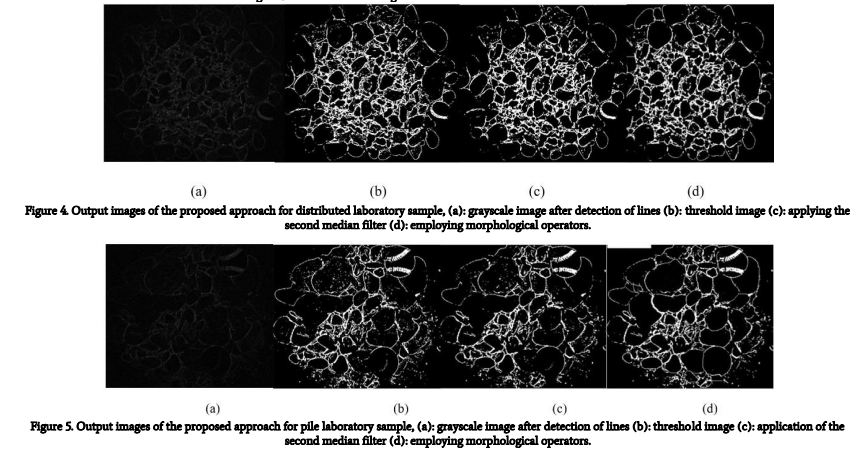 (a) (b) (c) (d)
Figure 4. Output images of the proposed approach for distributed laboratory sample, (a): grayscale image after detection of lines (b): threshold image (c): applying the
second median filter (d): employing morphological operators.
(a) (b) (c) (d)
Figure 5. Output images of the proposed approach for pile laboratory sample, (a): grayscale image after detection of lines (b): threshold image (c): application of the
second median filter (d): employing morphological operators.